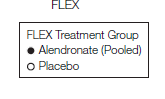 FLEX
FLEX Treatment Group
● Alendronate (Pooled)
○ Placebo